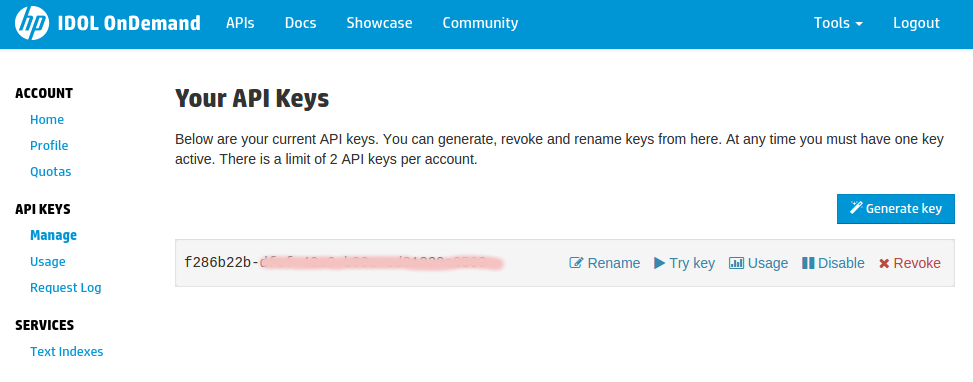 hp IDOL OnDemand APIs Docs Showcase Community Tools Logout
ACCOUNT
Home
Profile
Quotas
API KEYS
Manage
Usage
Request Log
SERVICES
Text Indexes
Your API Keys
Below are your current API keys. You can generate, revoke and rename keys from here. At any time you must have one key
active. There is a limit of 2 API keys per account.
Generate key
f286b22b- Rename Try key Usage Disable Revoke